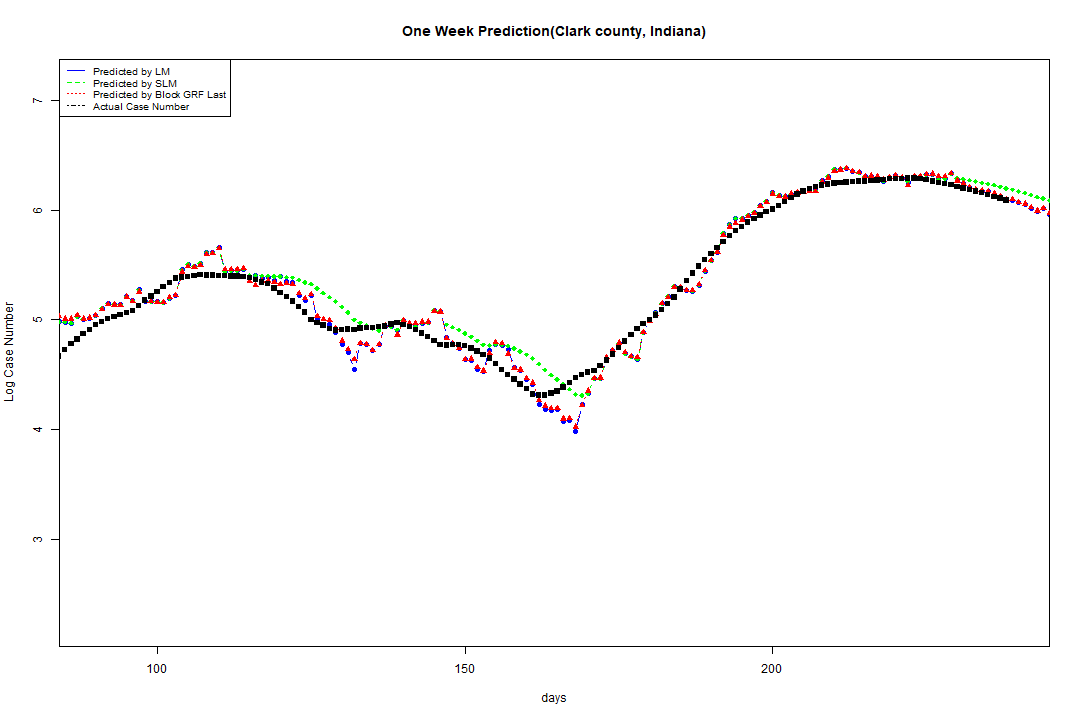 One Week Prediction(Clark county, Indiana)
Predicted by LM
Predicted by SLM
Predicted by Block GRF Last
Actual Case Number
7
6
5
4
3
Log Case Number
100
150
200
days